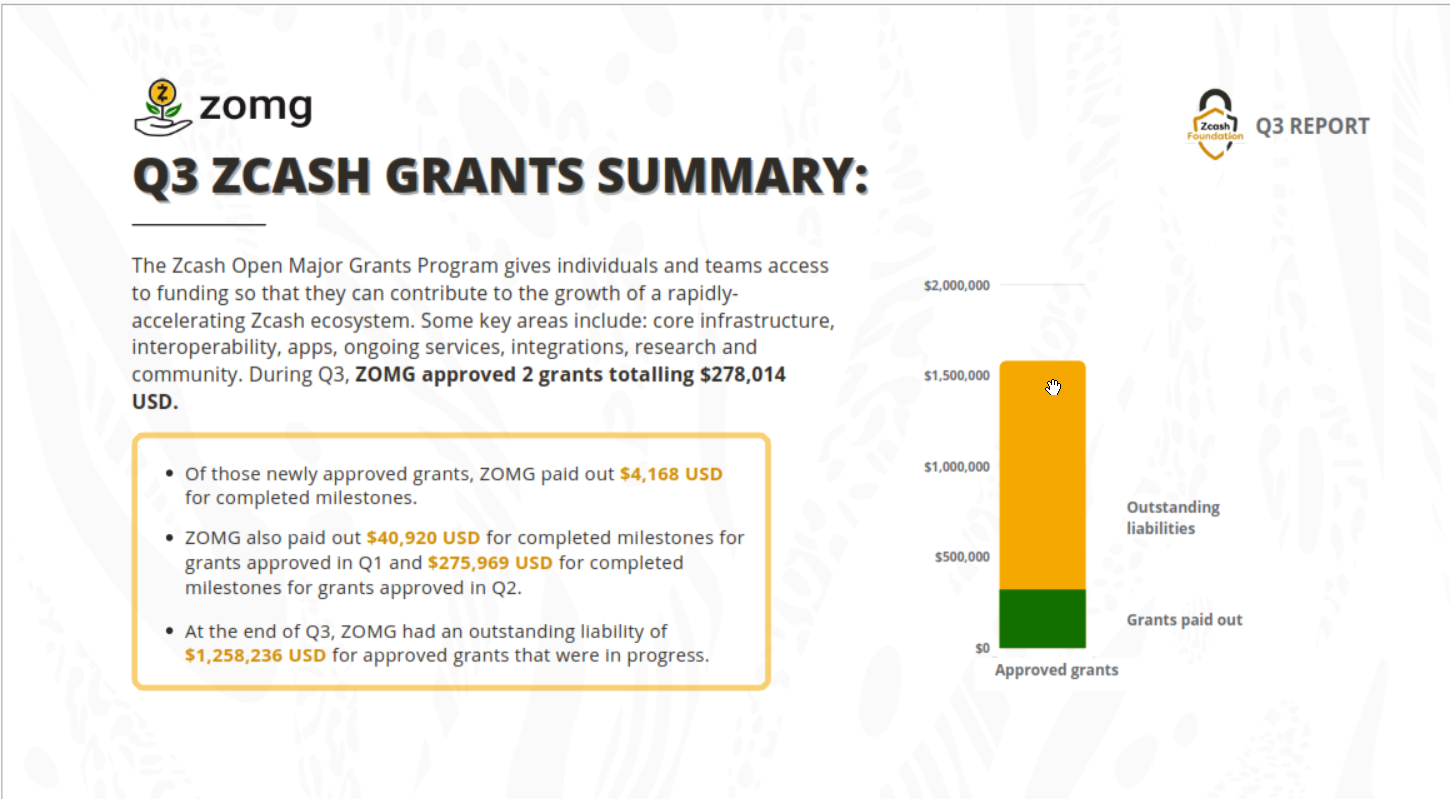 zomg
Zcash
Foundation
Q3 REPORT
Q3 ZCASH GRANTS SUMMARY:
The Zcash Open Major Grants Program gives individuals and teams access
to funding so that they can contribute to the growth of a rapidly-
accelerating Zcash ecosystem. Some key areas include: core infrastructure,
interoperability, apps, ongoing services, integrations, research and
community. During Q3, ZOMG approved 2 grants totalling $278,014
USD.
• Of those newly approved grants, ZOMG paid out $4,168 USD
for completed milestones.
• ZOMG also paid out $40,920 USD for completed milestones for
grants approved in Q1 and $275,969 USD for completed
milestones for grants approved in Q2.
• At the end of Q3, ZOMG had an outstanding liability of
$1,258,236 USD for approved grants that were in progress.
$2,000,000
$1,500,000
$1,000,000
$500,000
$0
Outstanding
liabilities
Grants paid out
Approved grants